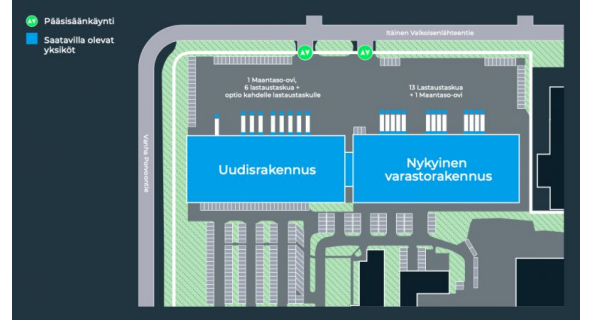 Pääsisäänkäynti
Saatavilla olevat
yksiköt
Itäinen Valkoisenlähteentie
1 Maantaso-ovi,
6 lastaustaskua +
optio kahdelle lastaustaskulle
13 Lastaustaskua
+ 1 Maantaso-ovi
Vanha Porvoontie
Uudisrakennus
Nykyinen
varastorakennus